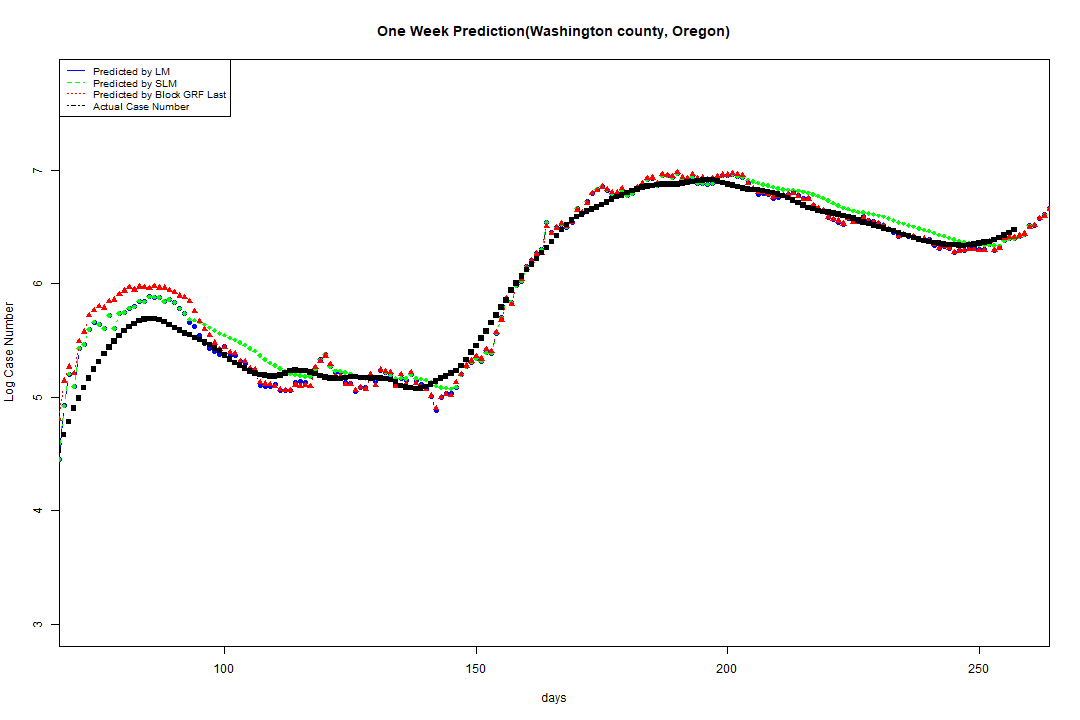 One Week Prediction(Washington county, Oregon)
Predicted by LM
Predicted by SLM
Predicted by Block GRF Last
Actual Case Number
7
6
5
4
3
Log Case Number
100 150 200 250
days